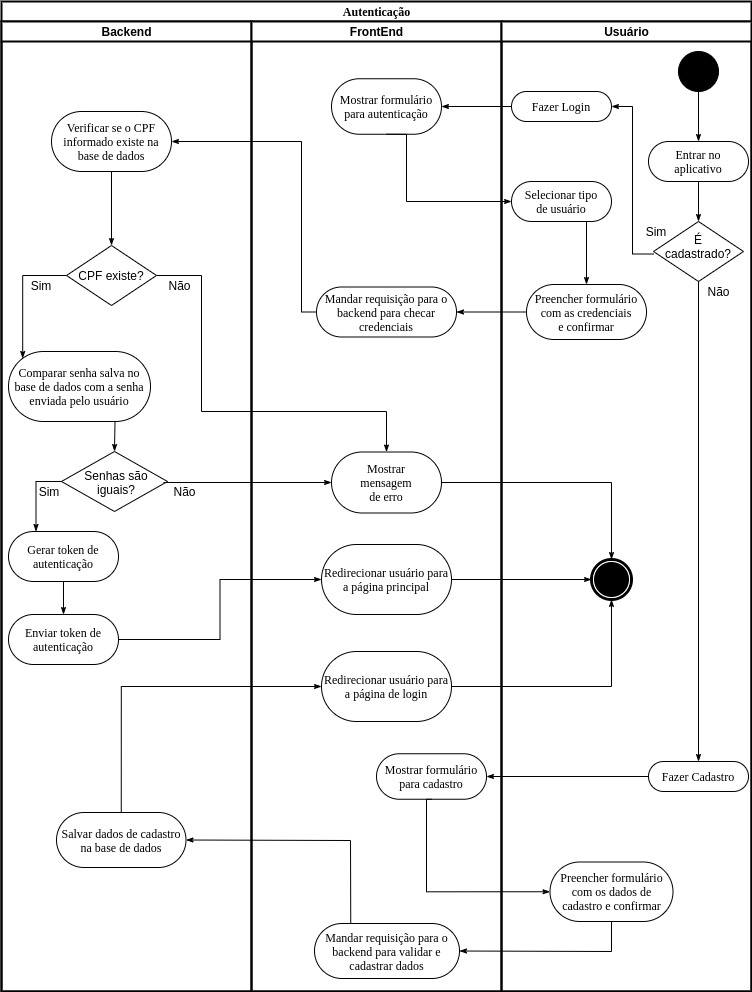 Autenticação
Backend
FrontEnd
Usuário
Mostrar formulário
para autenticação
Fazer Login
Verificar se o CPF
informado existe na
base de dados
Entrar no
aplicativo
Selecionar tipo
de usuário
Sim
É
cadastrado?
Não
CPF existe?
Sim
Não
Mandar requisição para o
backend para checar
credenciais
Preencher formulário
com as credenciais
e confirmar
Comparar senha salva no
base de dados com a senha
enviada pelo usuário
Senhas são
iguais?
Sim
Não
Mostrar
mensagem
de erro
Gerar token de
autenticação
Redirecionar usuário para
a página principal
Enviar token de
autenticação
Redirecionar usuário para
a página de login
Mostrar formulário
para cadastro
Fazer Cadastro
Salvar dados de cadastro
na base de dados
Preencher formulário
com os dados de
cadastro e confirmar
Mandar requisição para o
backend para validar e
cadastrar dados